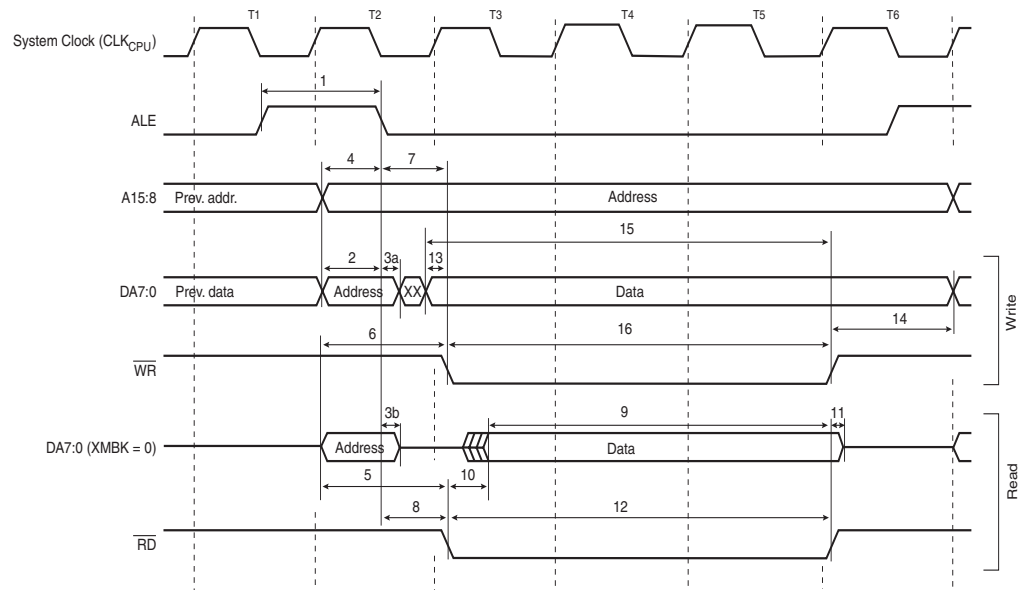 T1 T2 T3 T4 T5 T6
System Clock (CLKCPU)
1
ALE
4 7
A15:8 Prev. addr. Address
15
2 3a 13
DA7:0 Prev. data Address XX Data
14
6 16
WR
Write
3b 9 11
DA7:0 (XMBK = 0) Address Data
5 10
8 12
RD
Read